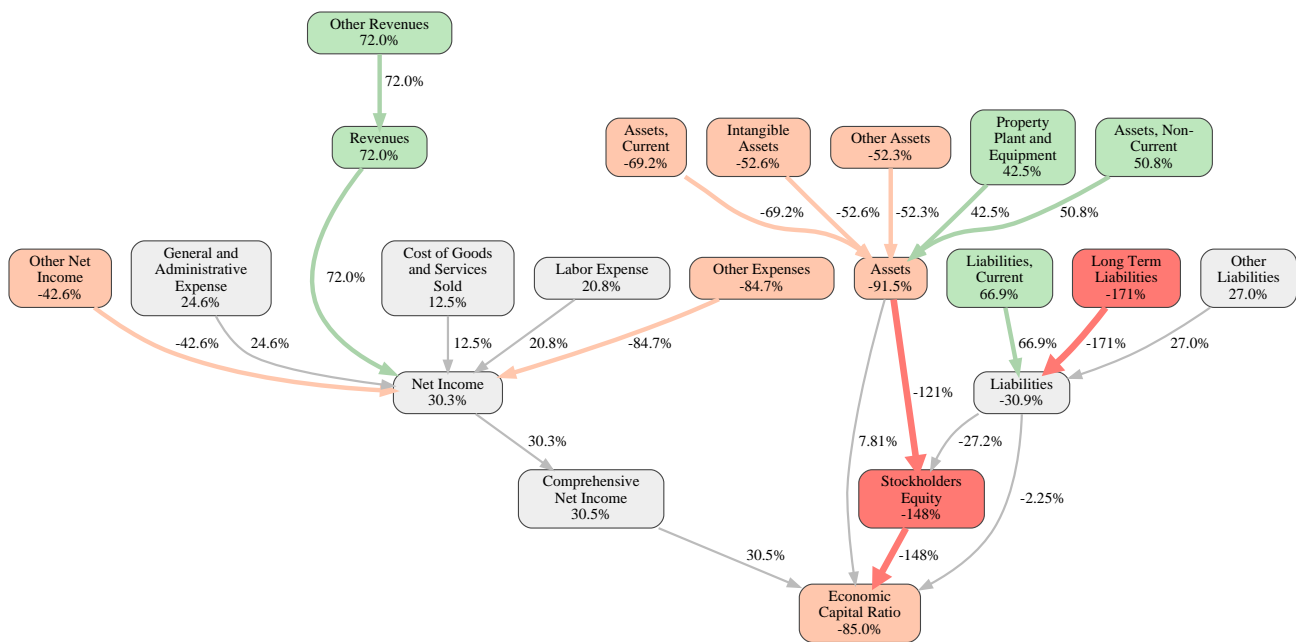 Other Revenues
72.0%
72.0%
Revenues
72.0%
Assets,
Current
-69.2%
Intangible
Assets
-52.6%
Other Assets
-52.3%
Property
Plant and
Equipment
42.5%
Assets, Non-
Current
50.8%
-69.2%
-52.6%
-52.3%
42.5%
50.8%
Other Net
Income
-42.6%
General and
Administrative
Expense
24.6%
72.0%
Cost of Goods
and Services
Sold
12.5%
Labor Expense
20.8%
Other Expenses
-84.7%
Assets
-91.5%
Liabilities,
Current
66.9%
Long Term
Liabilities
-171%
Other
Liabilities
27.0%
-42.6%
24.6%
12.5%
20.8%
-84.7%
66.9%
-171%
27.0%
Net Income
30.3%
-121%
Liabilities
-30.9%
30.3%
7.81%
-27.2%
Comprehensive
Net Income
30.5%
Stockholders
Equity
-148%
-2.25%
30.5%
-148%
Economic
Capital Ratio
-85.0%